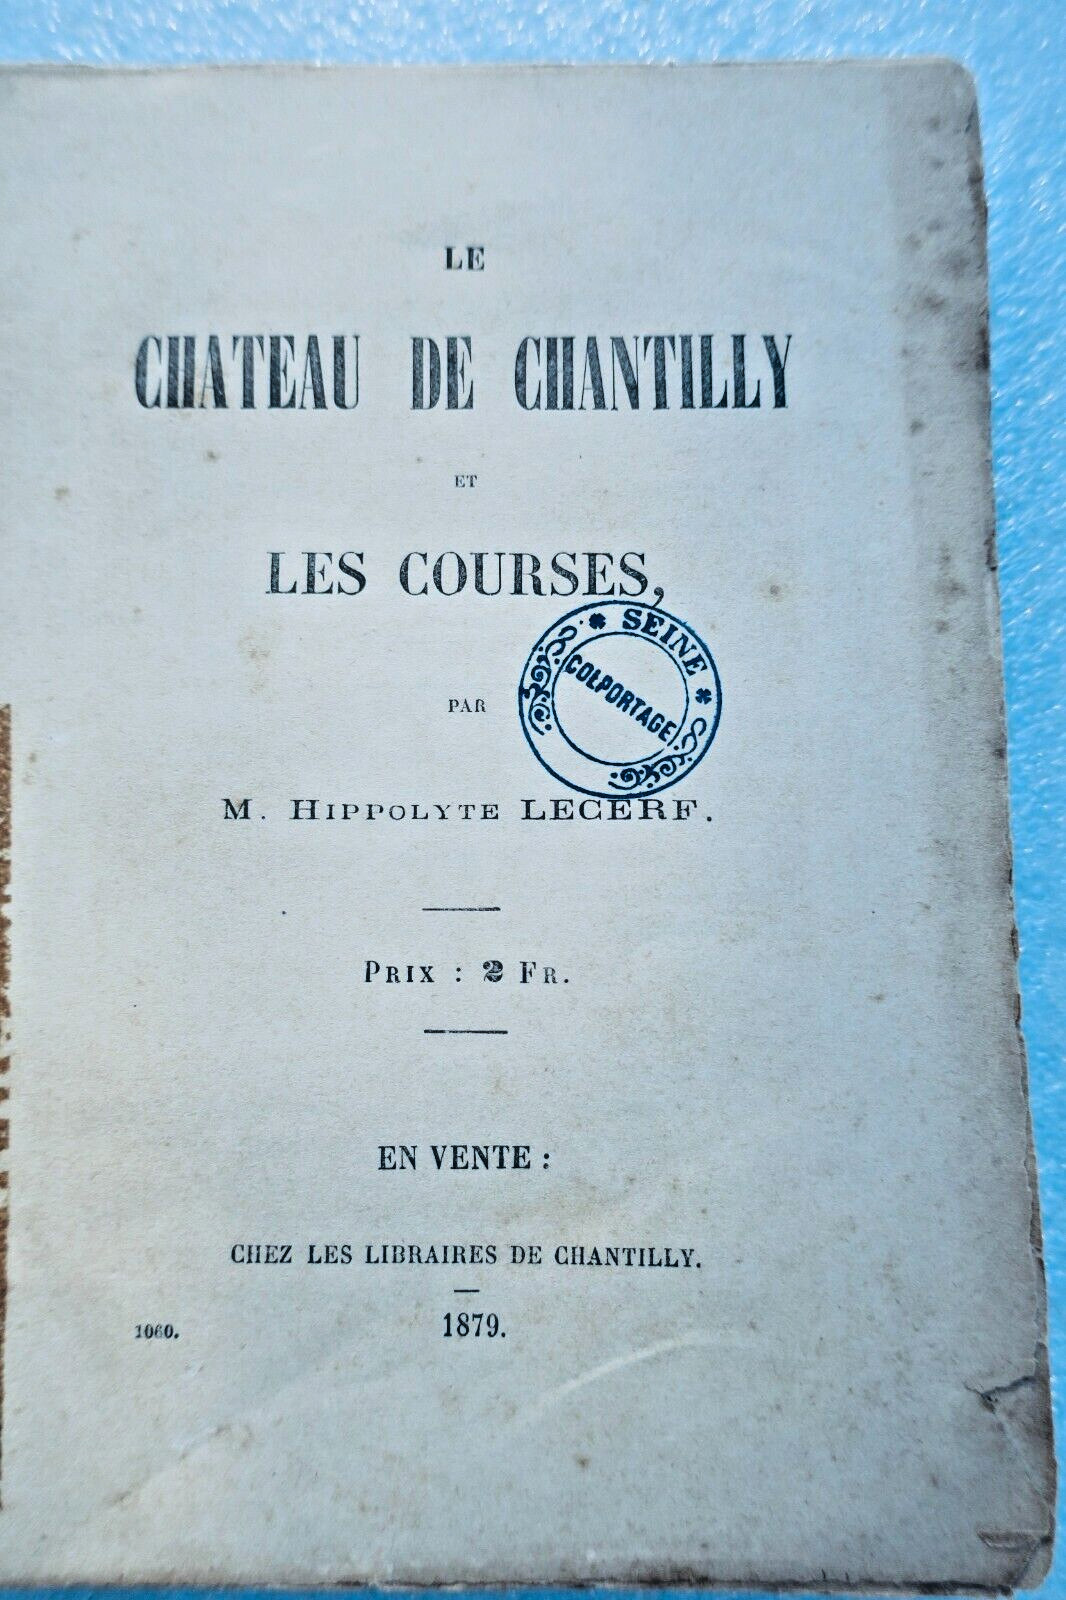 LE
CHATEAU DE CHANTILLY
ET
LES COURSES,
PAR
* SEINE *
COLPORTAGE
M. HIPPOLYTE LECERF.
PRIX : 2 FR.
EN VENTE :
CHEZ LES LIBRAIRES DE CHANTILLY.
1060.
1879.